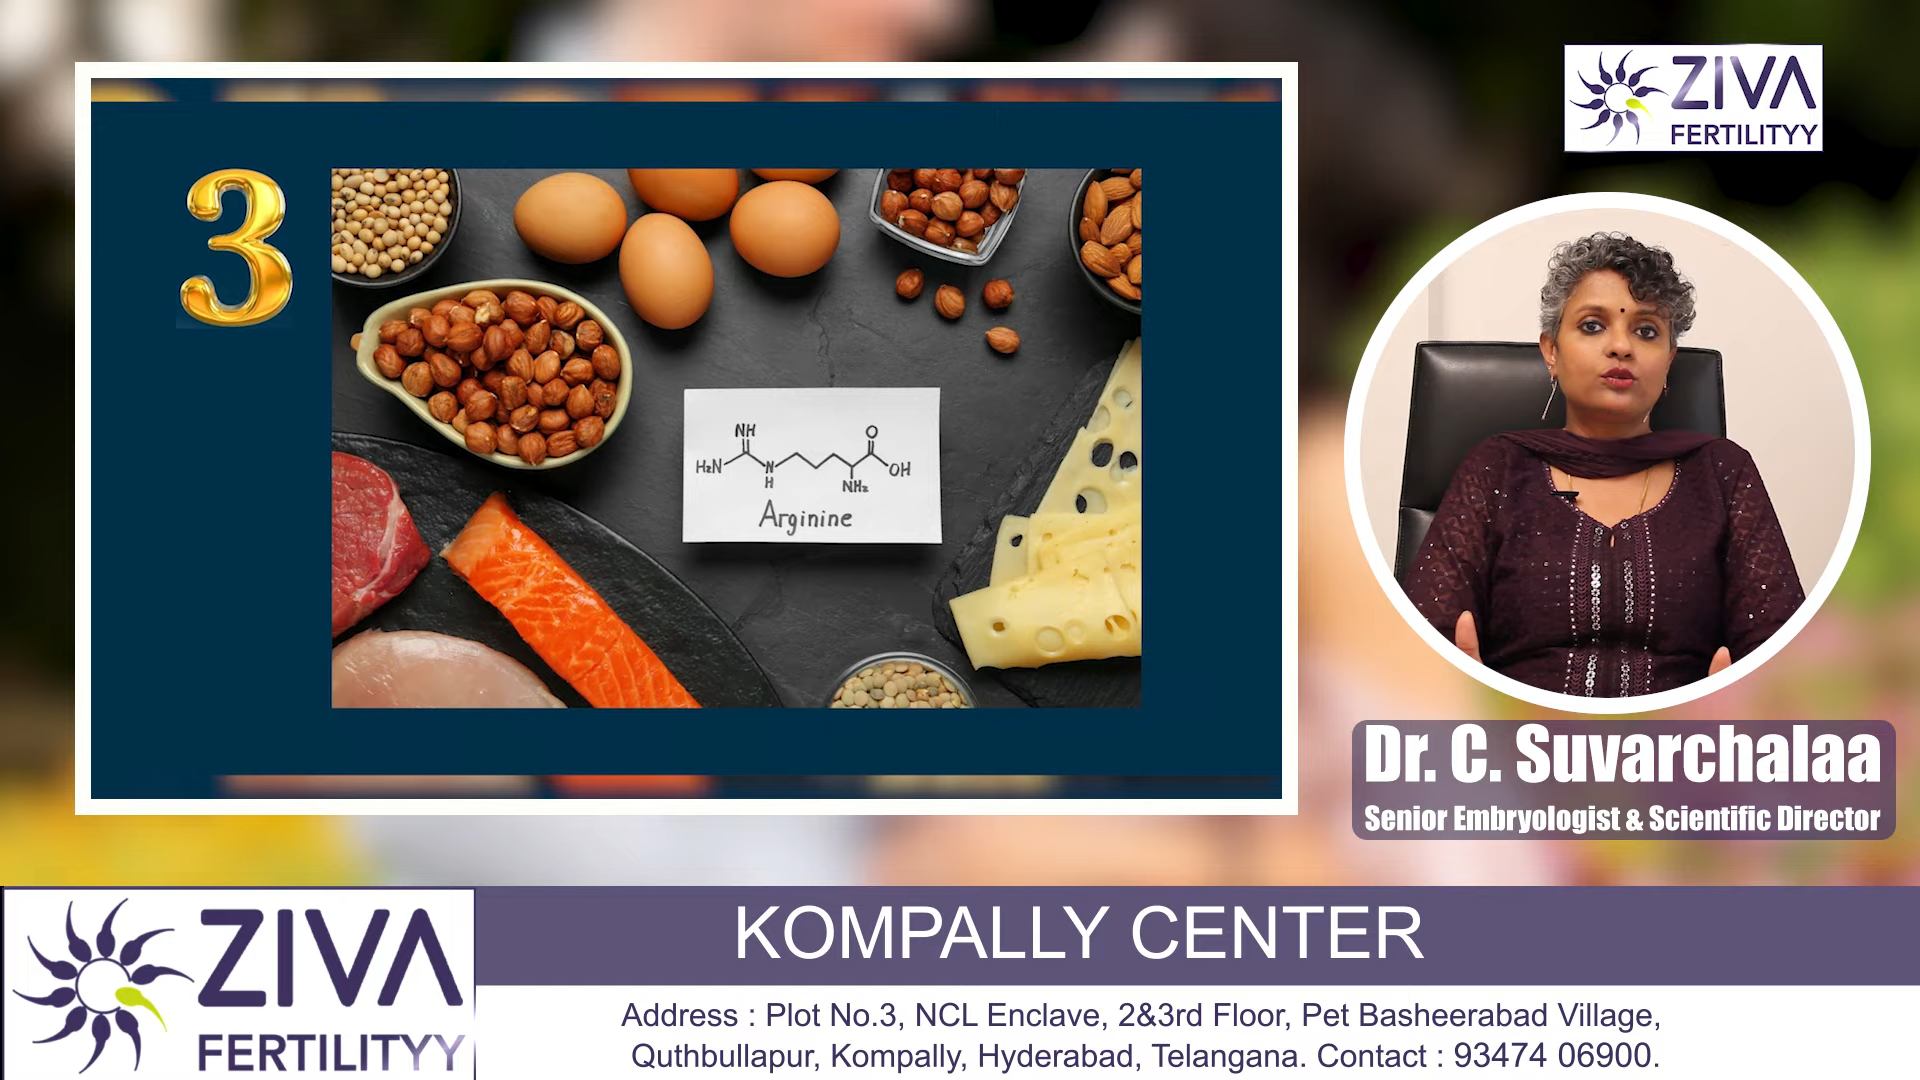 ZIVA
FERTILITYY
3
NH
H₂N
N
H
O
OH
NH₂
Arginine
Dr. C. Suvarchalaa
Senior Embryologist & Scientific Director
ZIVA
FERTILITYY
KOMPALLY CENTER
Address : Plot No.3, NCL Enclave, 2&3rd Floor, Pet Basheerabad Village,
Quthbullapur, Kompally, Hyderabad, Telangana. Contact : 93474 06900.